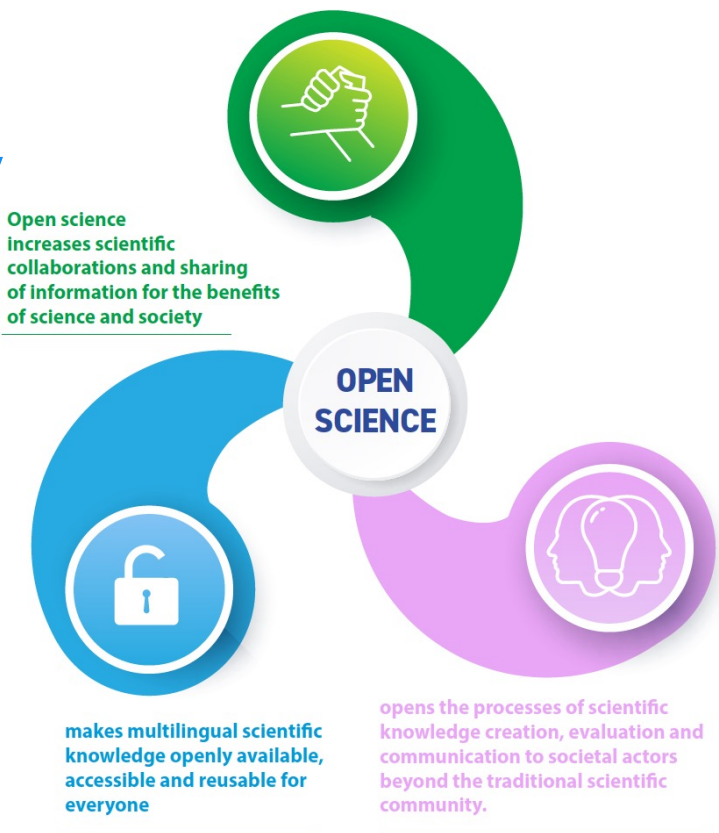 Open science
increases scientific
collaborations and sharing
of information for the benefits
of science and society
OPEN
SCIENCE
makes multilingual scientific
knowledge openly available,
accessible and reusable for
everyone
opens the processes of scientific
knowledge creation, evaluation and
communication to societal actors
beyond the traditional scientific
community.